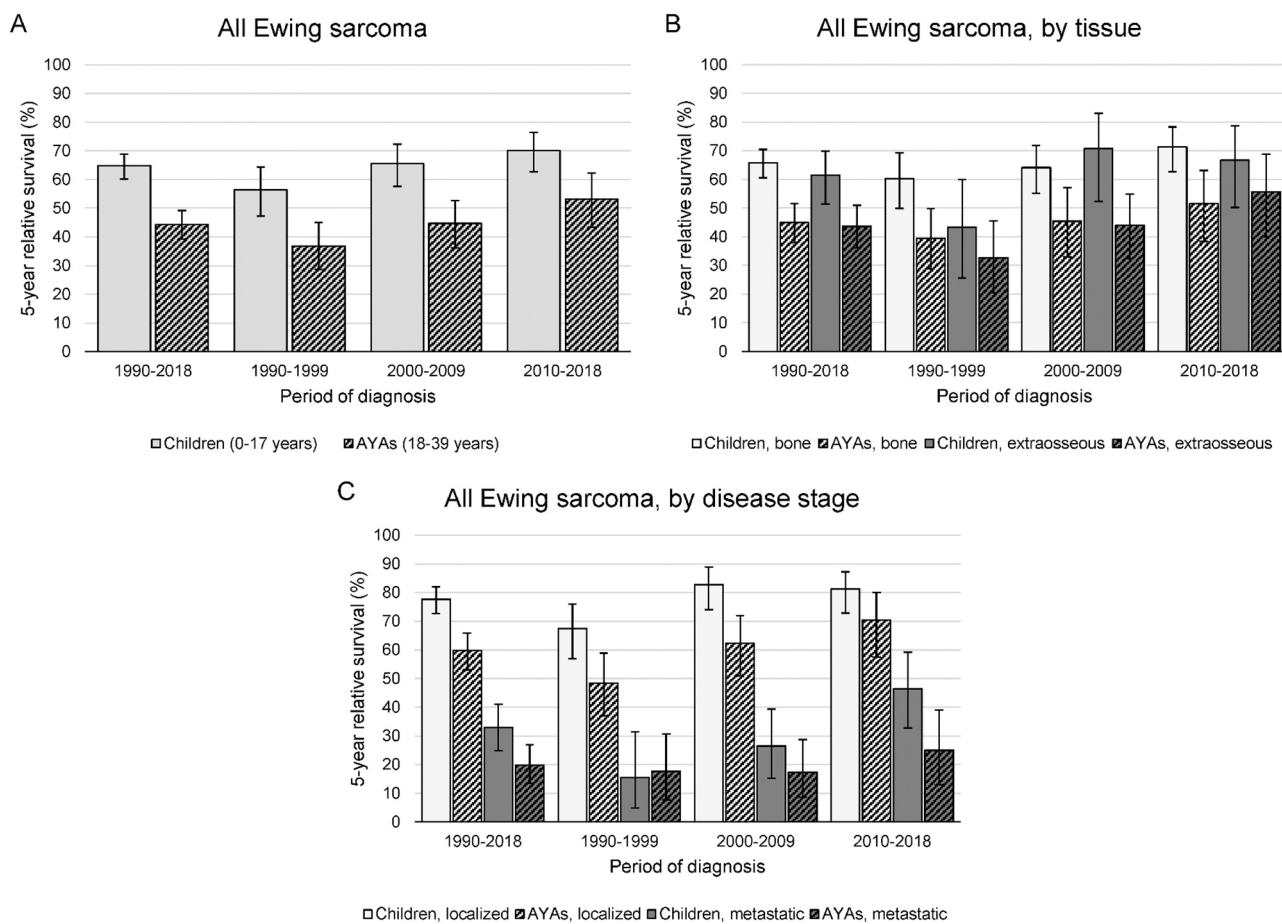 A
All Ewing sarcoma
5-year relative survival (%)
100
90
80
70
60
50
40
30
20
10
0
1990-2018 1990-1999 2000-2009 2010-2018
Period of diagnosis
Children (0-17 years) AYAs (18-39 years)
B
All Ewing sarcoma, by tissue
5-year relative survival (%)
100
90
80
70
60
50
40
30
20
10
0
1990-2018 1990-1999 2000-2009 2010-2018
Period of diagnosis
Children, bone AYAs, bone Children, extraosseous AYAs, extraosseous
C
All Ewing sarcoma, by disease stage
5-year relative survival (%)
100
90
80
70
60
50
40
30
20
10
0
1990-2018 1990-1999 2000-2009 2010-2018
Period of diagnosis
Children, localized AYAs, localized Children, metastatic AYAs, metastatic